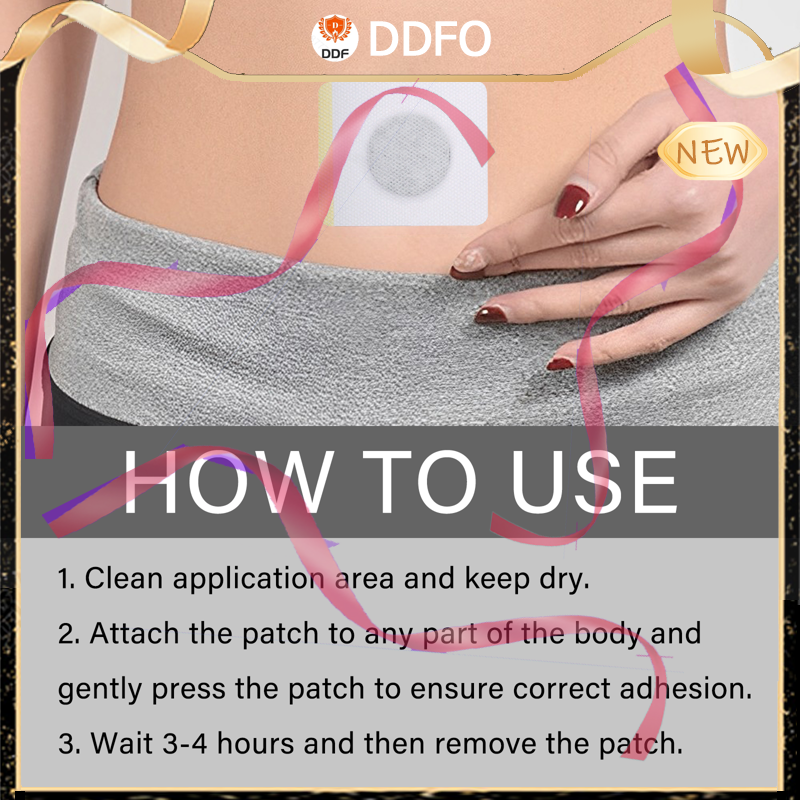 DDF
DDFO
NEW
HOW TO USE
1. Clean application area and keep dry.
2. Attach the patch to any part of the body and
gently press the patch to ensure correct adhesion.
3. Wait 3-4 hours and then remove the patch.